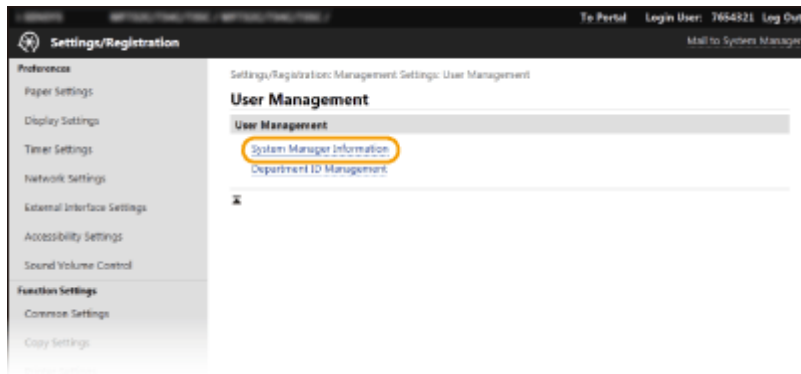 To Portal Login User: 7654321 Log Out
Settings/Registration
Mail to System Manager
Preferences
Paper Settings
Display Settings
Timer Settings
Network Settings
External Interface Settings
Accessibility Settings
Sound Volume Control
Function Settings
Common Settings
Copy Settings
Settings/Registration: Management Settings: User Management
User Management
User Management
System Manager Information
Department ID Management